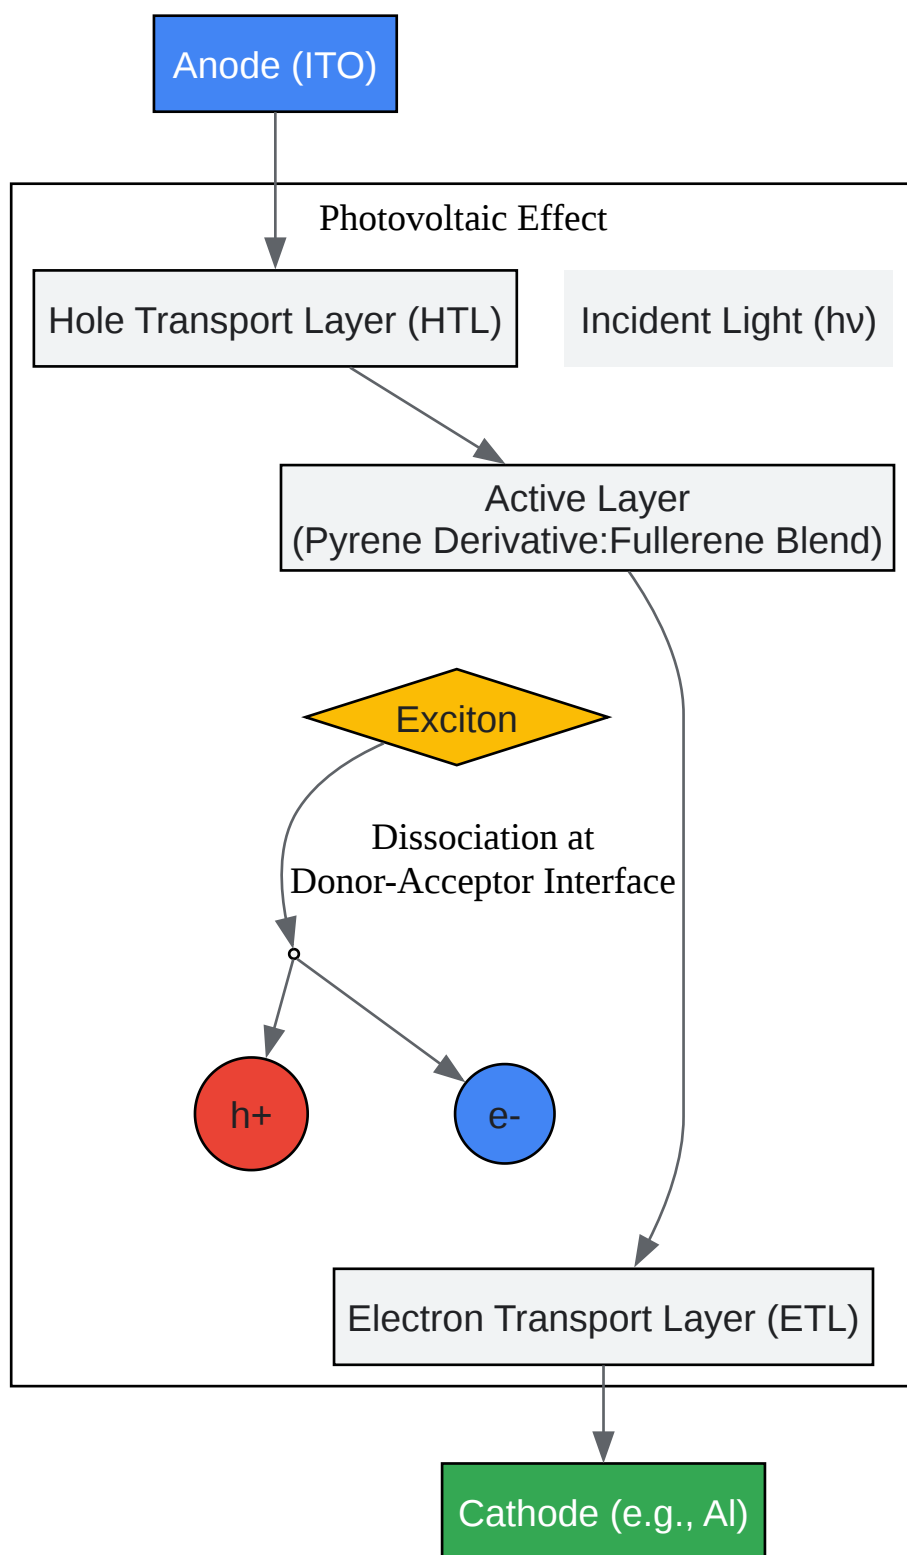 Anode (ITO)
Photovoltaic Effect
Hole Transport Layer (HTL)
Incident Light (hν)
Active Layer
(Pyrene Derivative:Fullerene Blend)
Exciton
Dissociation at
Donor-Acceptor Interface
h+
e-
Electron Transport Layer (ETL)
Cathode (e.g., Al)